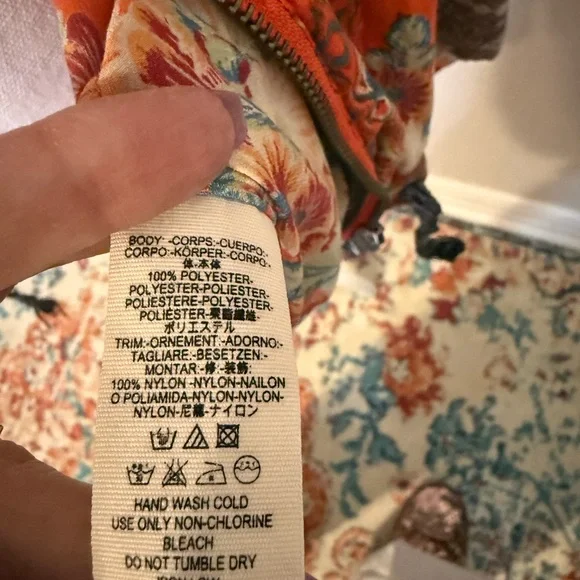 BODY: -CORPS:-CUERPO:-
CORPO:-KÖRPER:-CORPO:-
体-本体
100% POLYESTER-
POLYESTER-POLIESTER-
POLIESTERE-POLYESTER-
POLIÉSTER-聚酯纖維-
ポリエステル
TRIM:-ORNEMENT:-ADORNO:-
TAGLIARE:-BESETZEN:-
MONTAR:-修:-装飾:
100% NYLON -NYLON-NAILON
O POLIAMIDA-NYLON-NYLON-
NYLON-尼龍-ナイロン
HAND WASH COLD
USE ONLY NON-CHLORINE
BLEACH
DO NOT TUMBLE DRY